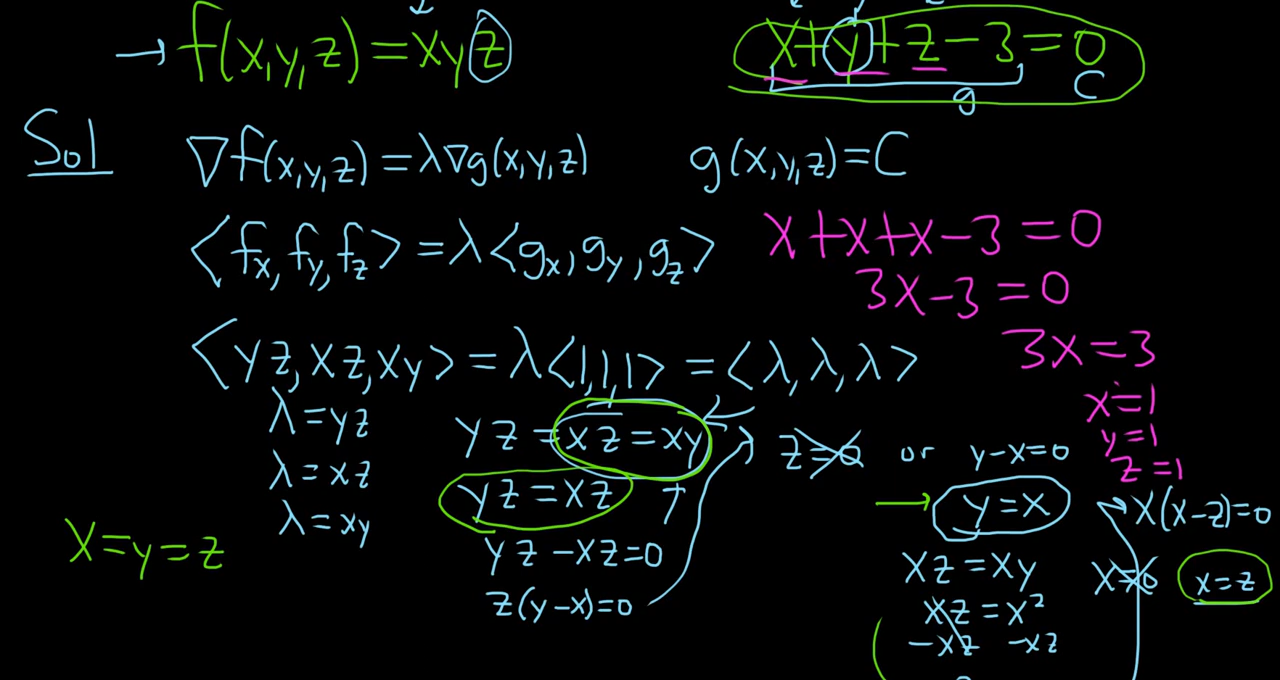 → f(x,y,z) = xyz
x+y+z-3=0
g
C
Sol
∇f(x,y,z) = λ∇g(x,y,z)
g(x,y,z)=C
<fx, fy, fz> = λ<gx, gy, gz>
x+x+x-3=0
3x-3=0
3x=3
x=1
y=1
z=1
<yz, xz, xy> = λ<1,1,1> = <λ, λ, λ>
λ=yz
λ=xz
λ=xy
yz = xz = xy
yz = xz
yz - xz = 0
z(y-x)=0
z=0 or y-x=0
→ y=x
xz = xy
xz = x²
-xz -xz
x(x-z)=0
x=0 x=z
x=y=z